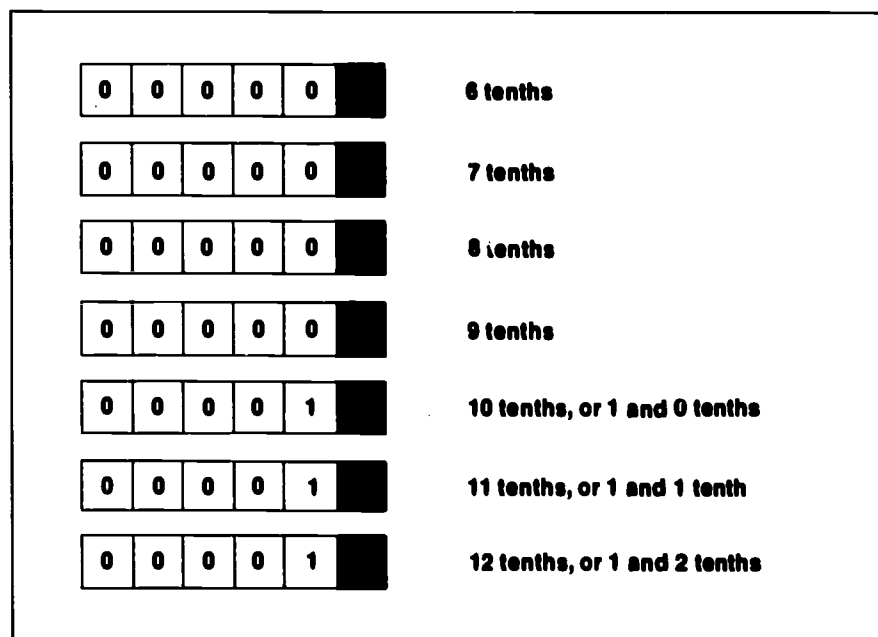 0 0 0 0 0 6 tenths
0 0 0 0 0 7 tenths
0 0 0 0 0 8 tenths
0 0 0 0 0 9 tenths
0 0 0 0 1 10 tenths, or 1 and 0 tenths
0 0 0 0 1 11 tenths, or 1 and 1 tenth
0 0 0 0 1 12 tenths, or 1 and 2 tenths